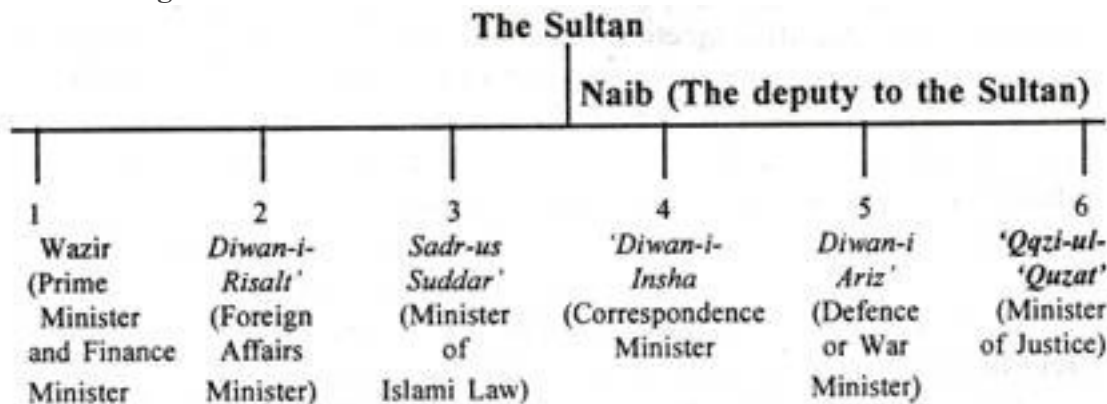 The Sultan
Naib (The deputy to the Sultan)
1
Wazir
(Prime
Minister
and Finance
Minister
2
Diwan-i-
Risalt'
(Foreign
Affairs
Minister)
3
Sadr-us
Suddar'
(Minister
of
Islami Law)
4
'Diwan-i-
Insha
(Correspondence
Minister
5
Diwan-i
Ariz'
(Defence
or War
Minister)
6
'Qqzi-ul-
'Quzat'
(Minister
of Justice)